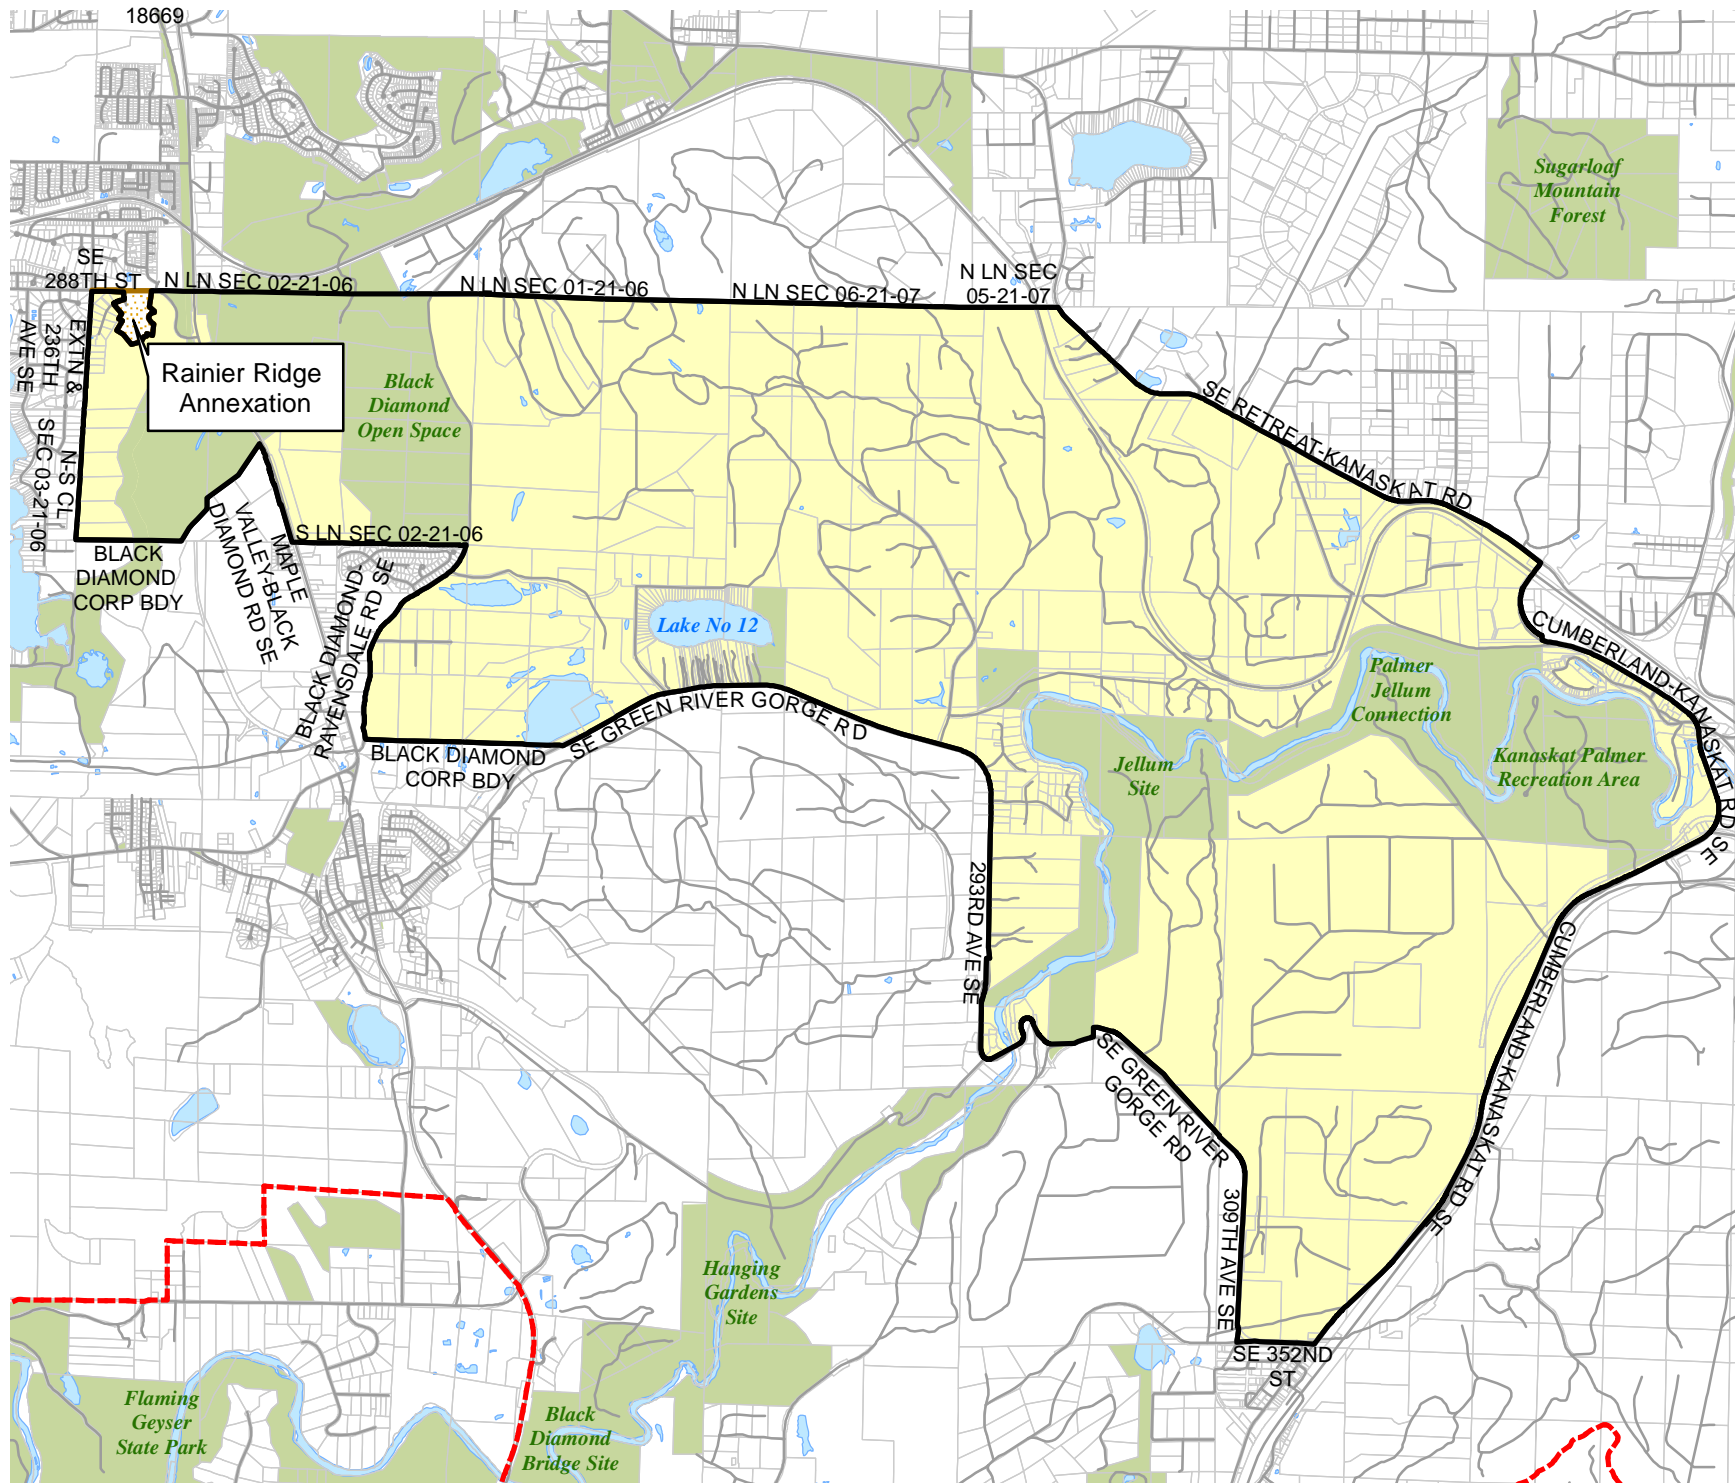 18669
Sugarloaf
Mountain
Forest
SE
288TH ST
N LN SEC 02-21-06
N LN SEC 01-21-06
N LN SEC 06-21-07
N LN SEC
05-21-07
EXTN &
236TH
AVE SE
N-S CL
SEC 03-21-06
Rainier Ridge
Annexation
Black
Diamond
Open Space
SE RETREAT-KANASKAT RD
S LN SEC 02-21-06
BLACK
DIAMOND
CORP BDY
MAPLE
VALLEY-BLACK
DIAMOND RD SE
BLACK DIAMOND-
RAVENSDALE RD SE
Lake No 12
CUMBERLAND-KANASKAT RD SE
Palmer
Jellum
Connection
SE GREEN RIVER GORGE RD
BLACK DIAMOND
CORP BDY
Jellum
Site
Kanaskat Palmer
Recreation Area
293RD AVE SE
CUMBERLAND-KANASKAT RD SE
SE GREEN RIVER
GORGE RD
309TH AVE SE
Hanging
Gardens
Site
SE 352ND
ST
Flaming
Geyser
State Park
Black
Diamond
Bridge Site